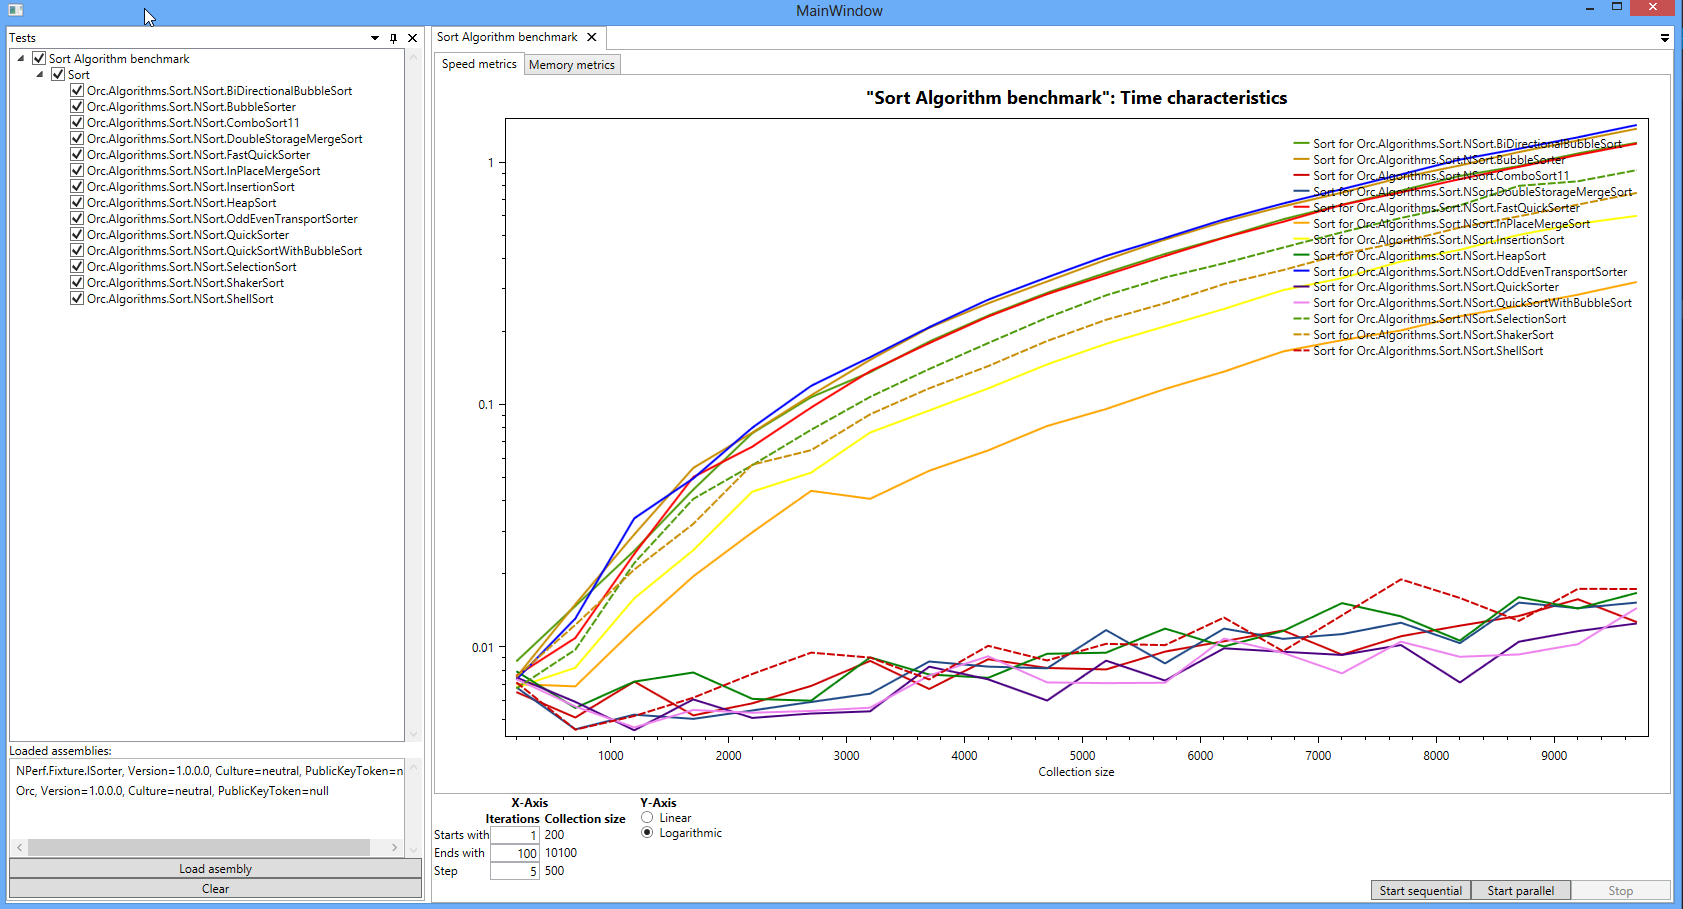 MainWindow
Tests
Sort Algorithm benchmark
Sort
Orc.Algorithms.Sort.NSort.BiDirectionalBubbleSort
Orc.Algorithms.Sort.NSort.BubbleSorter
Orc.Algorithms.Sort.NSort.ComboSort11
Orc.Algorithms.Sort.NSort.DoubleStorageMergeSort
Orc.Algorithms.Sort.NSort.FastQuickSorter
Orc.Algorithms.Sort.NSort.InPlaceMergeSort
Orc.Algorithms.Sort.NSort.InsertionSort
Orc.Algorithms.Sort.NSort.HeapSort
Orc.Algorithms.Sort.NSort.OddEvenTransportSorter
Orc.Algorithms.Sort.NSort.QuickSorter
Orc.Algorithms.Sort.NSort.QuickSortWithBubbleSort
Orc.Algorithms.Sort.NSort.SelectionSort
Orc.Algorithms.Sort.NSort.ShakerSort
Orc.Algorithms.Sort.NSort.ShellSort
Loaded assemblies:
NPerf.Fixture.ISorter, Version=1.0.0.0, Culture=neutral, PublicKeyToken=n
Orc, Version=1.0.0.0, Culture=neutral, PublicKeyToken=null
Load asembly
Clear
Sort Algorithm benchmark
Speed metrics Memory metrics
"Sort Algorithm benchmark": Time characteristics
Sort for Orc.Algorithms.Sort.NSort.BiDirectionalBubbleSort
Sort for Orc.Algorithms.Sort.NSort.BubbleSorter
Sort for Orc.Algorithms.Sort.NSort.ComboSort11
Sort for Orc.Algorithms.Sort.NSort.DoubleStorageMergeSort
Sort for Orc.Algorithms.Sort.NSort.FastQuickSorter
Sort for Orc.Algorithms.Sort.NSort.InPlaceMergeSort
Sort for Orc.Algorithms.Sort.NSort.InsertionSort
Sort for Orc.Algorithms.Sort.NSort.HeapSort
Sort for Orc.Algorithms.Sort.NSort.OddEvenTransportSorter
Sort for Orc.Algorithms.Sort.NSort.QuickSorter
Sort for Orc.Algorithms.Sort.NSort.QuickSortWithBubbleSort
Sort for Orc.Algorithms.Sort.NSort.SelectionSort
Sort for Orc.Algorithms.Sort.NSort.ShakerSort
Sort for Orc.Algorithms.Sort.NSort.ShellSort
1
0.1
0.01
1000 2000 3000 4000 5000 6000 7000 8000 9000
Collection size
X-Axis Y-Axis
Iterations Collection size Linear
Starts with 1 200 Logarithmic
Ends with 100 10100
Step 5 500
Start sequential Start parallel Stop